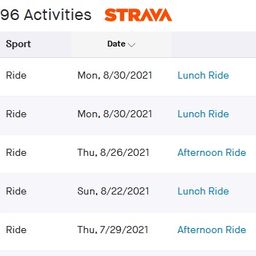 96 Activities STRAVA
Sport Date
Ride Mon, 8/30/2021 Lunch Ride
Ride Mon, 8/30/2021 Lunch Ride
Ride Thu, 8/26/2021 Afternoon Ride
Ride Sun, 8/22/2021 Lunch Ride
Ride Thu, 7/29/2021 Afternoon Ride